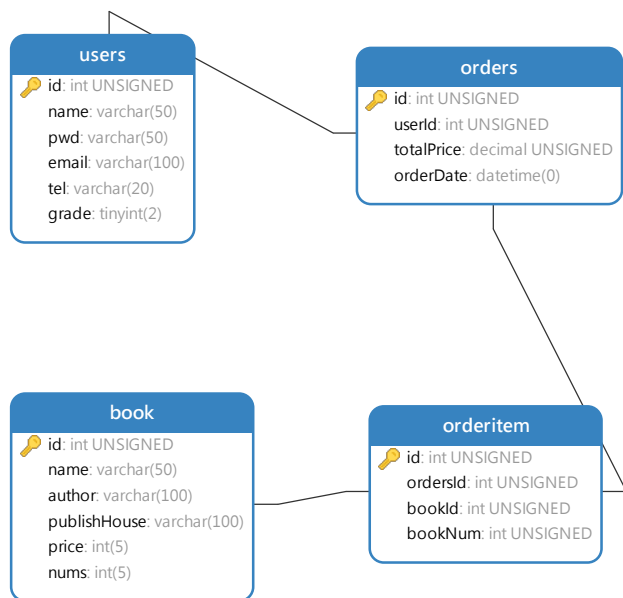 users
id: int UNSIGNED
name: varchar(50)
pwd: varchar(50)
email: varchar(100)
tel: varchar(20)
grade: tinyint(2)
orders
id: int UNSIGNED
userId: int UNSIGNED
totalPrice: decimal UNSIGNED
orderDate: datetime(0)
book
id: int UNSIGNED
name: varchar(50)
author: varchar(100)
publishHouse: varchar(100)
price: int(5)
nums: int(5)
orderitem
id: int UNSIGNED
ordersId: int UNSIGNED
bookId: int UNSIGNED
bookNum: int UNSIGNED